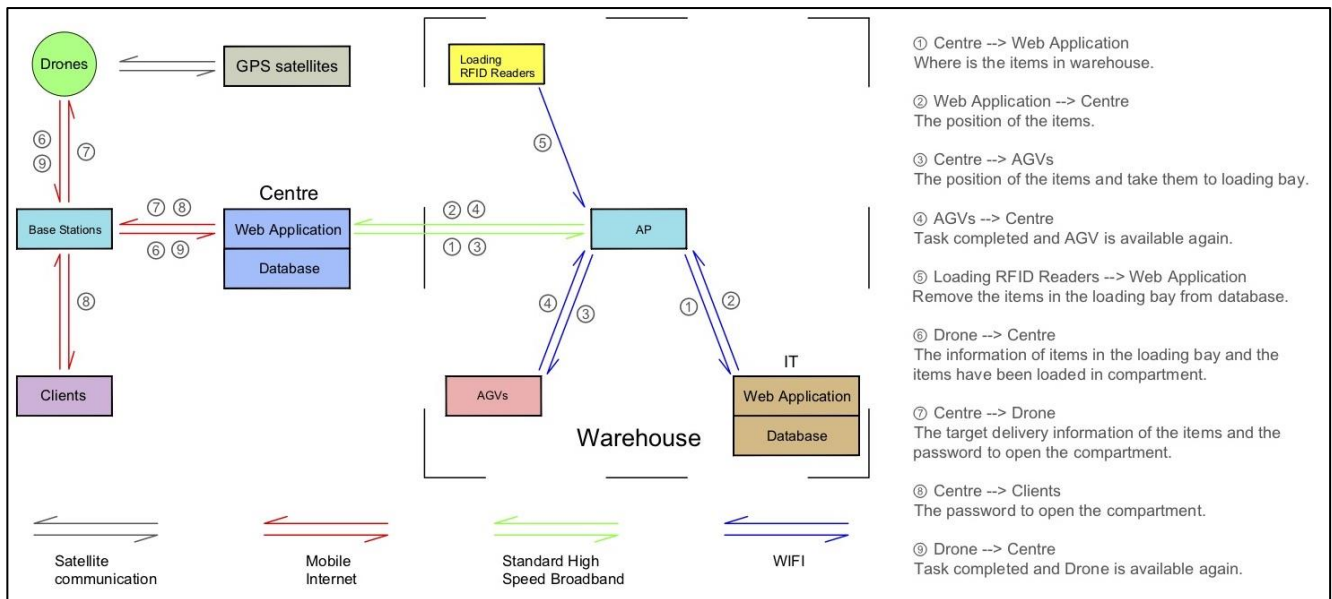 Drones
GPS satellites
Loading
RFID Readers
⑥
⑨
⑦
⑤
Centre
⑦ ⑧
② ④
Base Stations
Web Application
AP
⑥ ⑨
① ③
Database
⑧
④
③
①
②
IT
Clients
AGVs
Web Application
Database
Warehouse
Satellite
communication
Mobile
Internet
Standard High
Speed Broadband
WIFI
① Centre --> Web Application
Where is the items in warehouse.
② Web Application --> Centre
The position of the items.
③ Centre --> AGVs
The position of the items and take them to loading bay.
④ AGVs --> Centre
Task completed and AGV is available again.
⑤ Loading RFID Readers --> Web Application
Remove the items in the loading bay from database.
⑥ Drone --> Centre
The information of items in the loading bay and the
items have been loaded in compartment.
⑦ Centre --> Drone
The target delivery information of the items and the
password to open the compartment.
⑧ Centre --> Clients
The password to open the compartment.
⑨ Drone --> Centre
Task completed and Drone is available again.